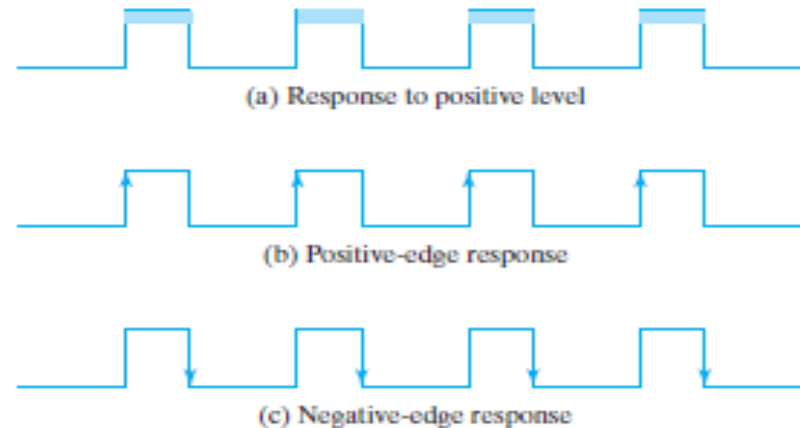 (a) Response to positive level
(b) Positive-edge response
(c) Negative-edge response